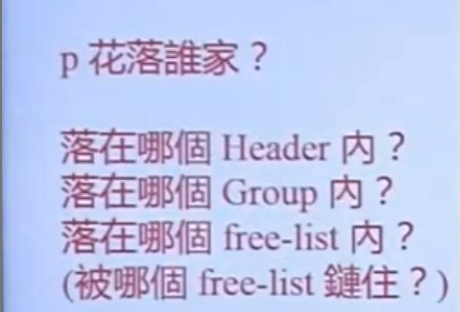 p 花落誰家？
落在哪個 Header 內？
落在哪個 Group 內？
落在哪個 free-list 內？
(被哪個 free-list 鏈住？)